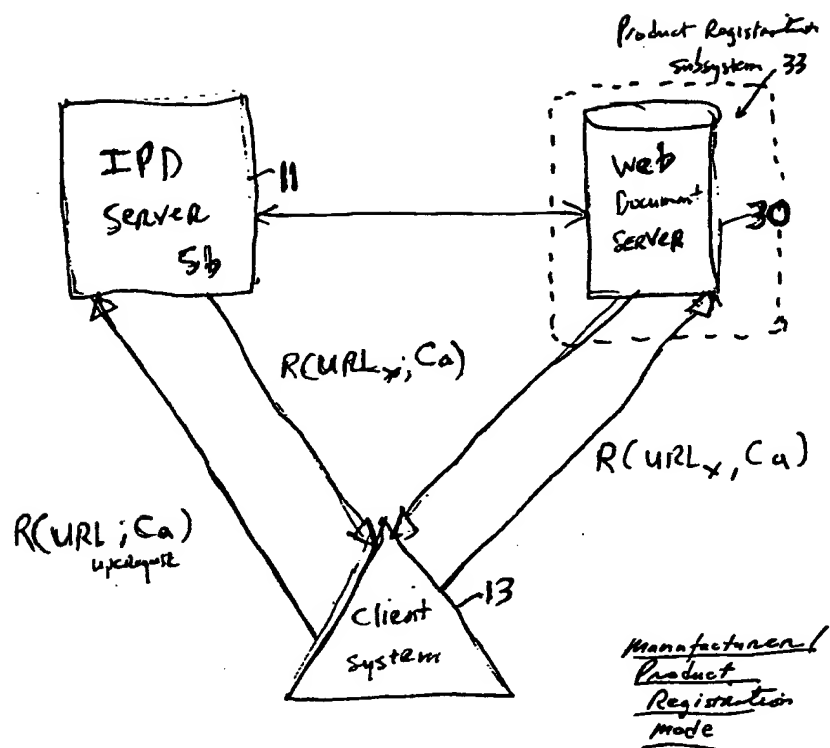 Product Registration
subsystem 33
IPD
Server
5b
11
Web
Document
Server
30
R(URLx; Ca)
R(URLx, Ca)
R(URL; Ca)
13
Client
System
Manufacturer/
Product
Registration
mode